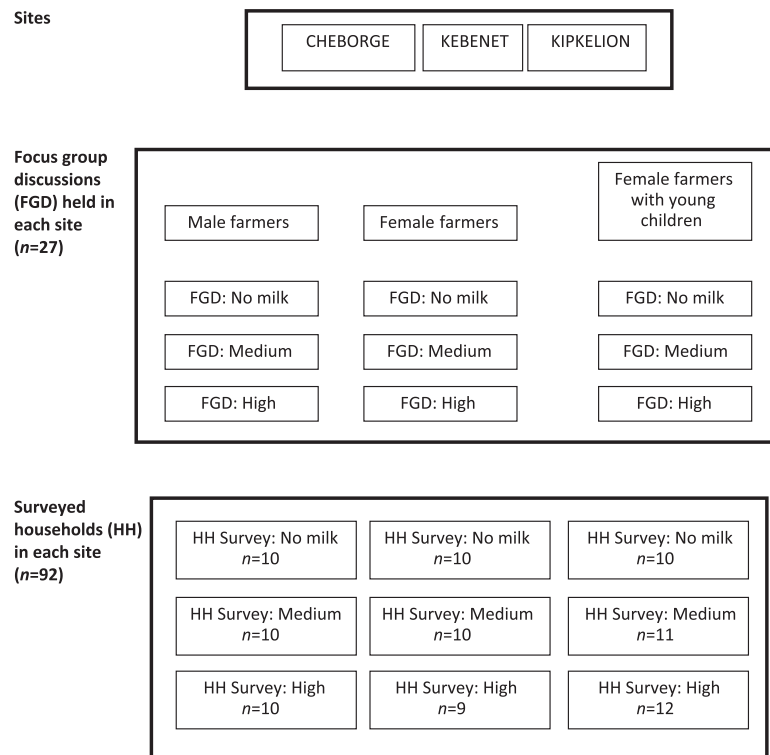 Sites
CHEBORGE
KEBENET
KIPKELION
Focus group
discussions
(FGD) held in
each site
(n=27)
Male farmers
Female farmers
Female farmers
with young
children
FGD: No milk
FGD: No milk
FGD: No milk
FGD: Medium
FGD: Medium
FGD: Medium
FGD: High
FGD: High
FGD: High
Surveyed
households (HH)
in each site
(n=92)
HH Survey: No milk
n=10
HH Survey: No milk
n=10
HH Survey: No milk
n=10
HH Survey: Medium
n=10
HH Survey: Medium
n=10
HH Survey: Medium
n=11
HH Survey: High
n=10
HH Survey: High
n=9
HH Survey: High
n=12